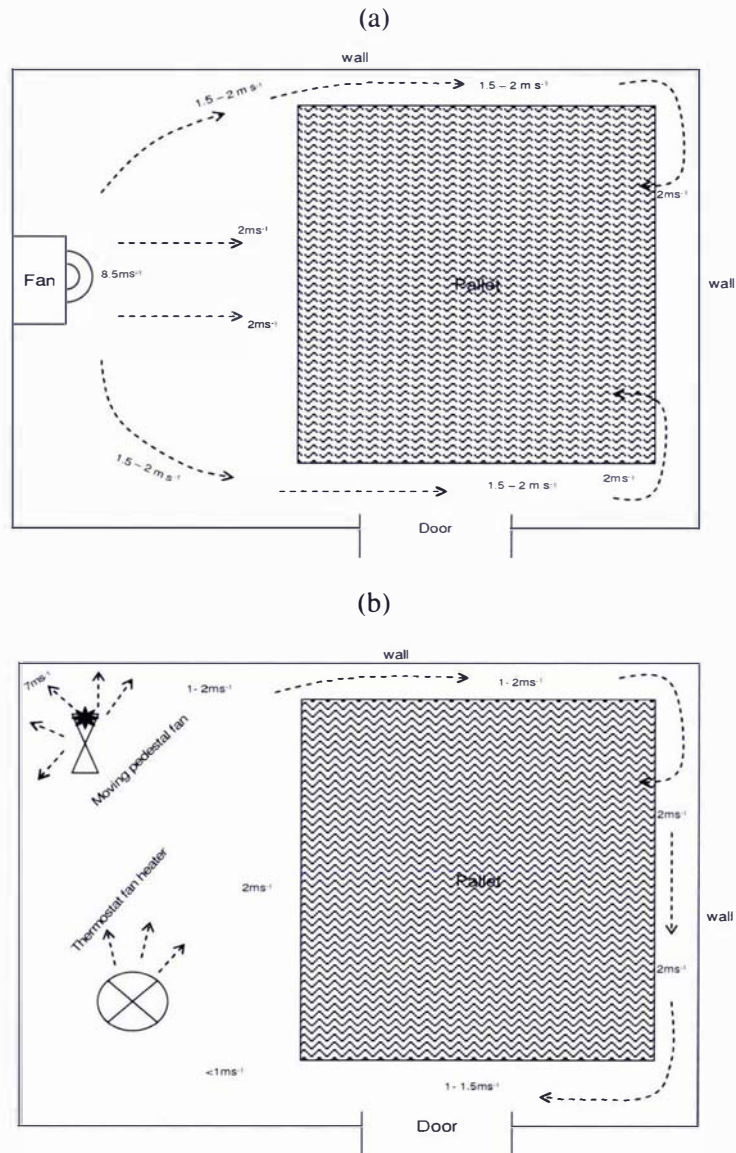 (a)
wall
1.5 – 2 m s⁻¹
1.5 – 2 m s⁻¹
2ms⁻¹
2ms⁻¹
Fan
8.5ms⁻¹
Pallet
wall
2ms⁻¹
1.5 – 2 m s⁻¹
1.5 – 2 m s⁻¹
2ms⁻¹
Door
(b)
wall
7ms⁻¹
1- 2ms⁻¹
1- 2ms⁻¹
Moving pedestal fan
2ms⁻¹
Thermostat fan heater
2ms⁻¹
Pallet
wall
2ms⁻¹
<1ms⁻¹
1- 1.5ms⁻¹
Door